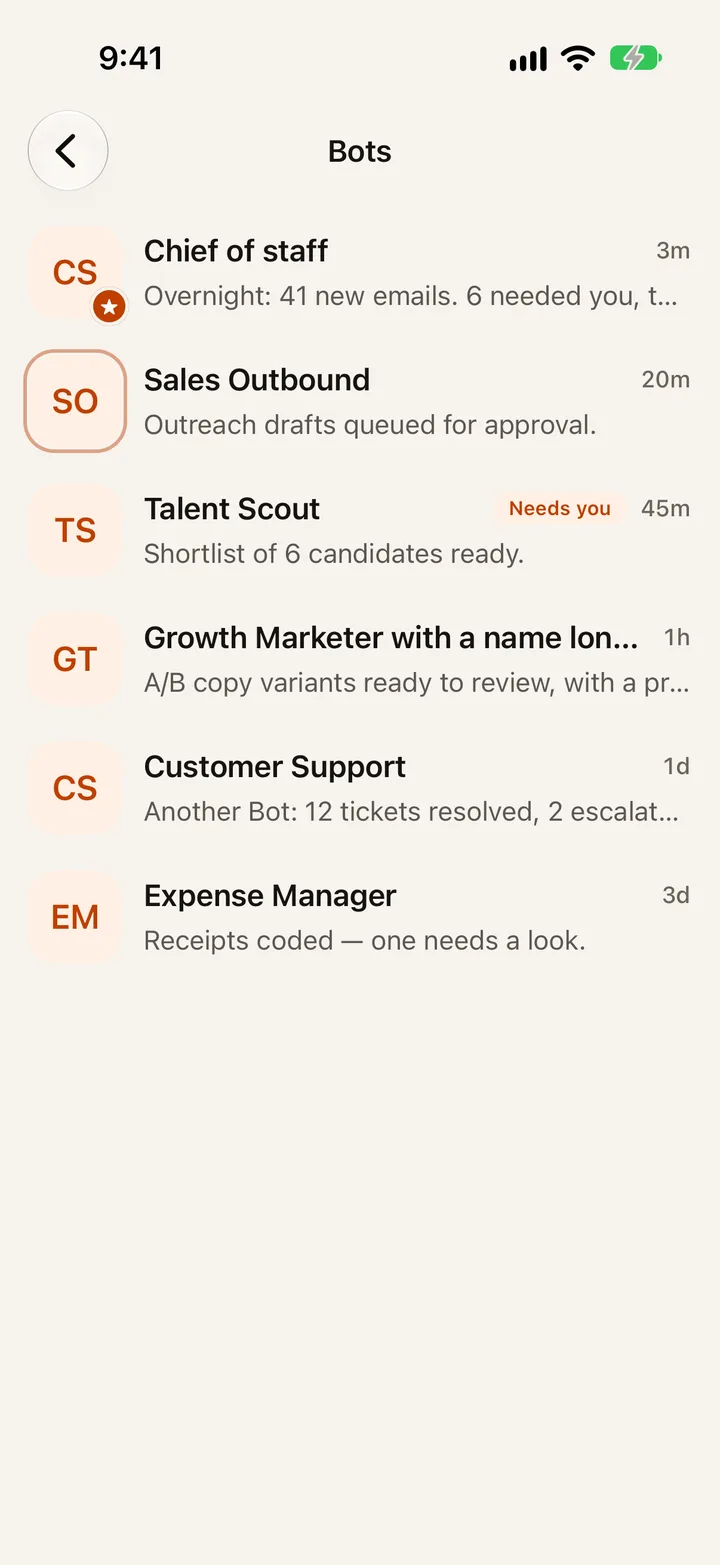 9:41
Bots
CS
Chief of staff
3m
Overnight: 41 new emails. 6 needed you, t...
SO
Sales Outbound
20m
Outreach drafts queued for approval.
TS
Talent Scout
Needs you
45m
Shortlist of 6 candidates ready.
GT
Growth Marketer with a name lon...
1h
A/B copy variants ready to review, with a pr...
CS
Customer Support
1d
Another Bot: 12 tickets resolved, 2 escalat...
EM
Expense Manager
3d
Receipts coded — one needs a look.